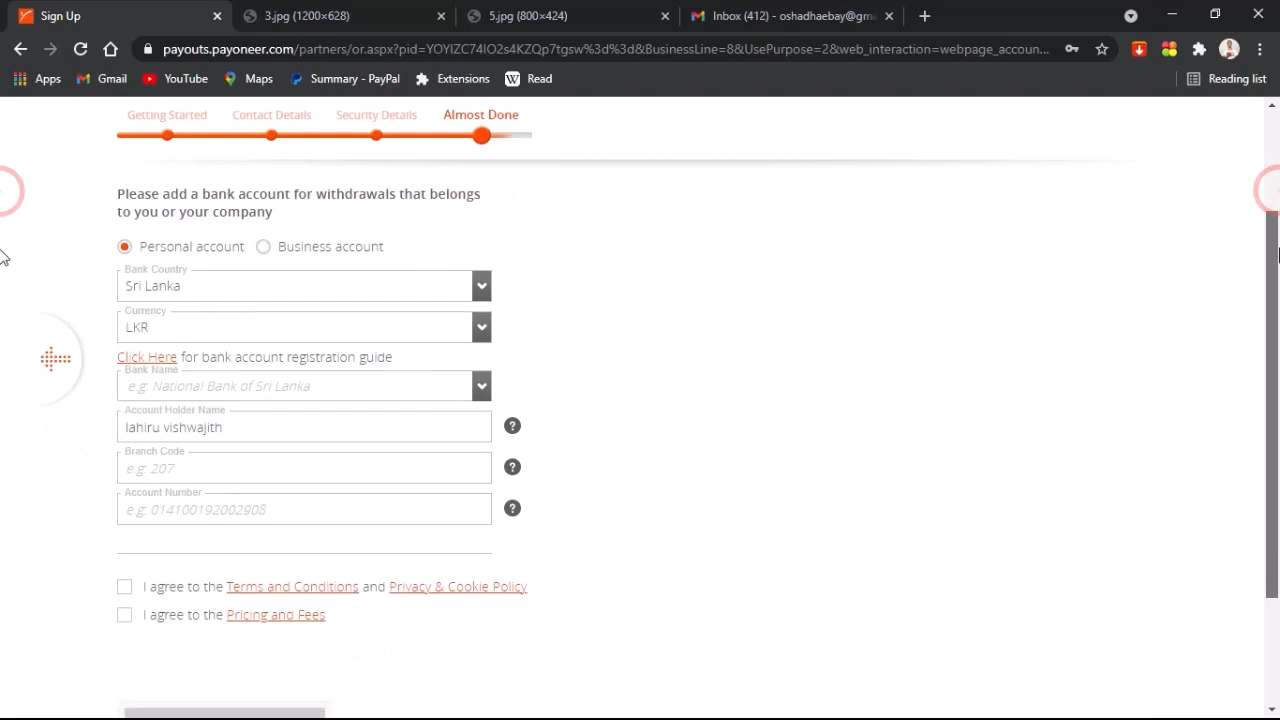 Sign Up
3.jpg (1200×628)
5.jpg (800×424)
Inbox (412) - oshadhaebay@gma
payouts.payoneer.com/partners/or.aspx?pid=YOYIZC74IO2s4KZQp7tgsw%3d%3d&BusinessLine=8&UsePurpose=2&web_interaction=webpage_accoun...
Apps
Gmail
YouTube
Maps
Summary - PayPal
Extensions
Read
Reading list
Getting Started
Contact Details
Security Details
Almost Done
Please add a bank account for withdrawals that belongs
to you or your company
Personal account
Business account
Bank Country
Sri Lanka
Currency
LKR
Click Here for bank account registration guide
Bank Name
e.g: National Bank of Sri Lanka
Account Holder Name
lahiru vishwajith
Branch Code
e.g: 207
Account Number
e.g: 014100192002908
I agree to the Terms and Conditions and Privacy & Cookie Policy
I agree to the Pricing and Fees